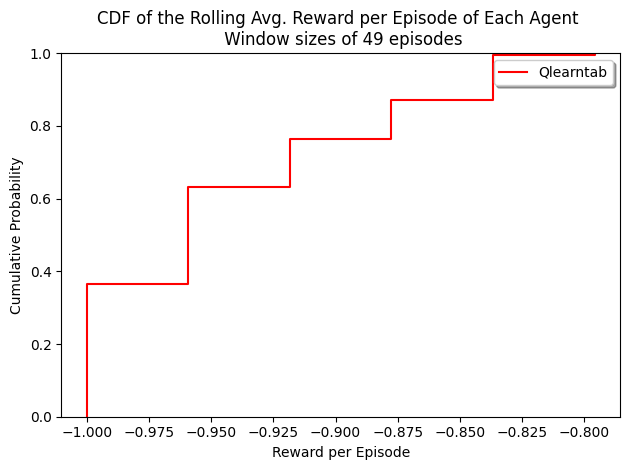 CDF of the Rolling Avg. Reward per Episode of Each Agent
Window sizes of 49 episodes
Qlearntab
Cumulative Probability
1.0
0.8
0.6
0.4
0.2
0.0
−1.000 −0.975 −0.950 −0.925 −0.900 −0.875 −0.850 −0.825 −0.800
Reward per Episode